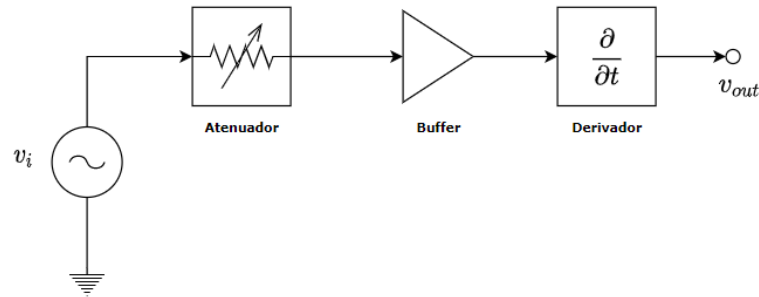 ∂
∂t
v_out
Atenuador
Buffer
Derivador
v_i